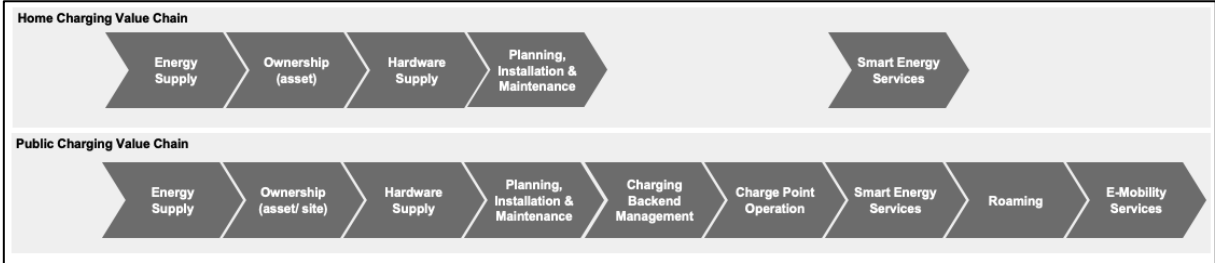 Home Charging Value Chain
Energy
Supply
Ownership
(asset)
Hardware
Supply
Planning,
Installation &
Maintenance
Smart Energy
Services
Public Charging Value Chain
Energy
Supply
Ownership
(asset/ site)
Hardware
Supply
Planning,
Installation &
Maintenance
Charging
Backend
Management
Charge Point
Operation
Smart Energy
Services
Roaming
E-Mobility
Services